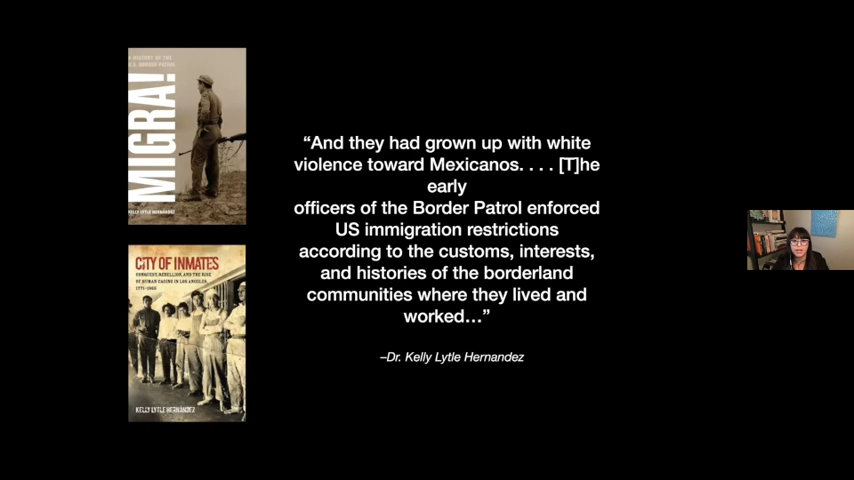 A HISTORY OF THE
U.S. BORDER PATROL
MIGRA!
KELLY LYTLE HERNÁNDEZ
CITY OF INMATES
CONQUEST, REBELLION, AND THE RISE
OF HUMAN CAGING IN LOS ANGELES,
1771–1965
KELLY LYTLE HERNÁNDEZ
“And they had grown up with white
violence toward Mexicanos. . . . [T]he
early
officers of the Border Patrol enforced
US immigration restrictions
according to the customs, interests,
and histories of the borderland
communities where they lived and
worked…”
–Dr. Kelly Lytle Hernandez